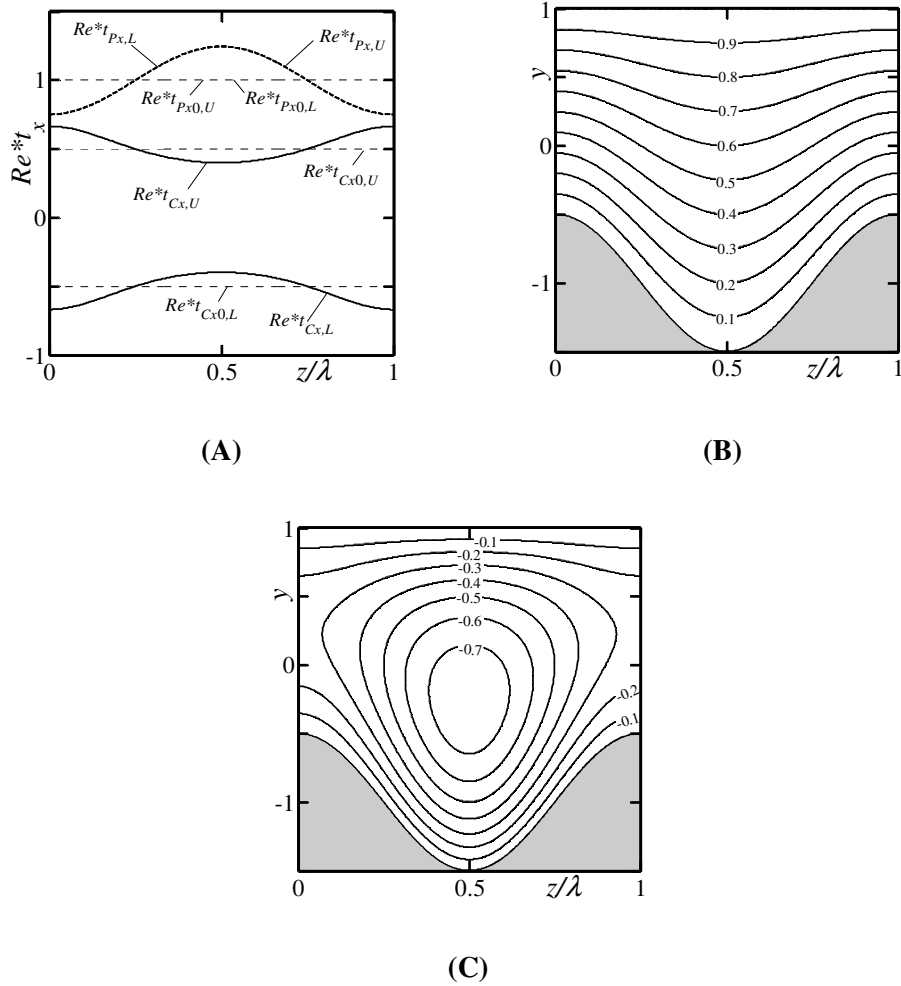 Re*t_x
1
0
-1
0
0.5
z/λ
1
Re*t_{Px,L}
Re*t_{Px,U}
Re*t_{Px0,U}
Re*t_{Px0,L}
Re*t_{Cx0,U}
Re*t_{Cx,U}
Re*t_{Cx0,L}
Re*t_{Cx,L}
(A)
1
y
0
-1
0.9
0.8
0.7
0.6
0.5
0.4
0.3
0.2
0.1
0
0.5
z/λ
1
(B)
1
y
0
-1
-0.1
-0.2
-0.3
-0.4
-0.5
-0.6
-0.7
-0.2
-0.1
0
0.5
z/λ
1
(C)